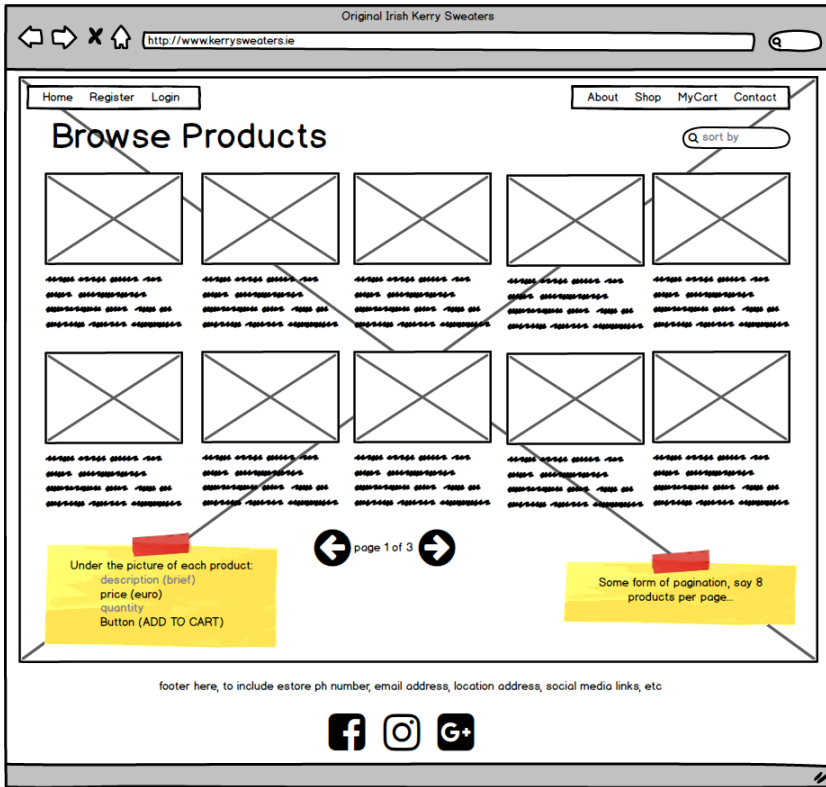 Original Irish Kerry Sweaters
http://www.kerrysweaters.ie
Home Register Login
About Shop MyCart Contact
Browse Products
sort by
page 1 of 3
Under the picture of each product:
description (brief)
price (euro)
quantity
Button (ADD TO CART)
Some form of pagination, say 8
products per page...
footer here, to include estore ph number, email address, location address, social media links, etc
f
G+